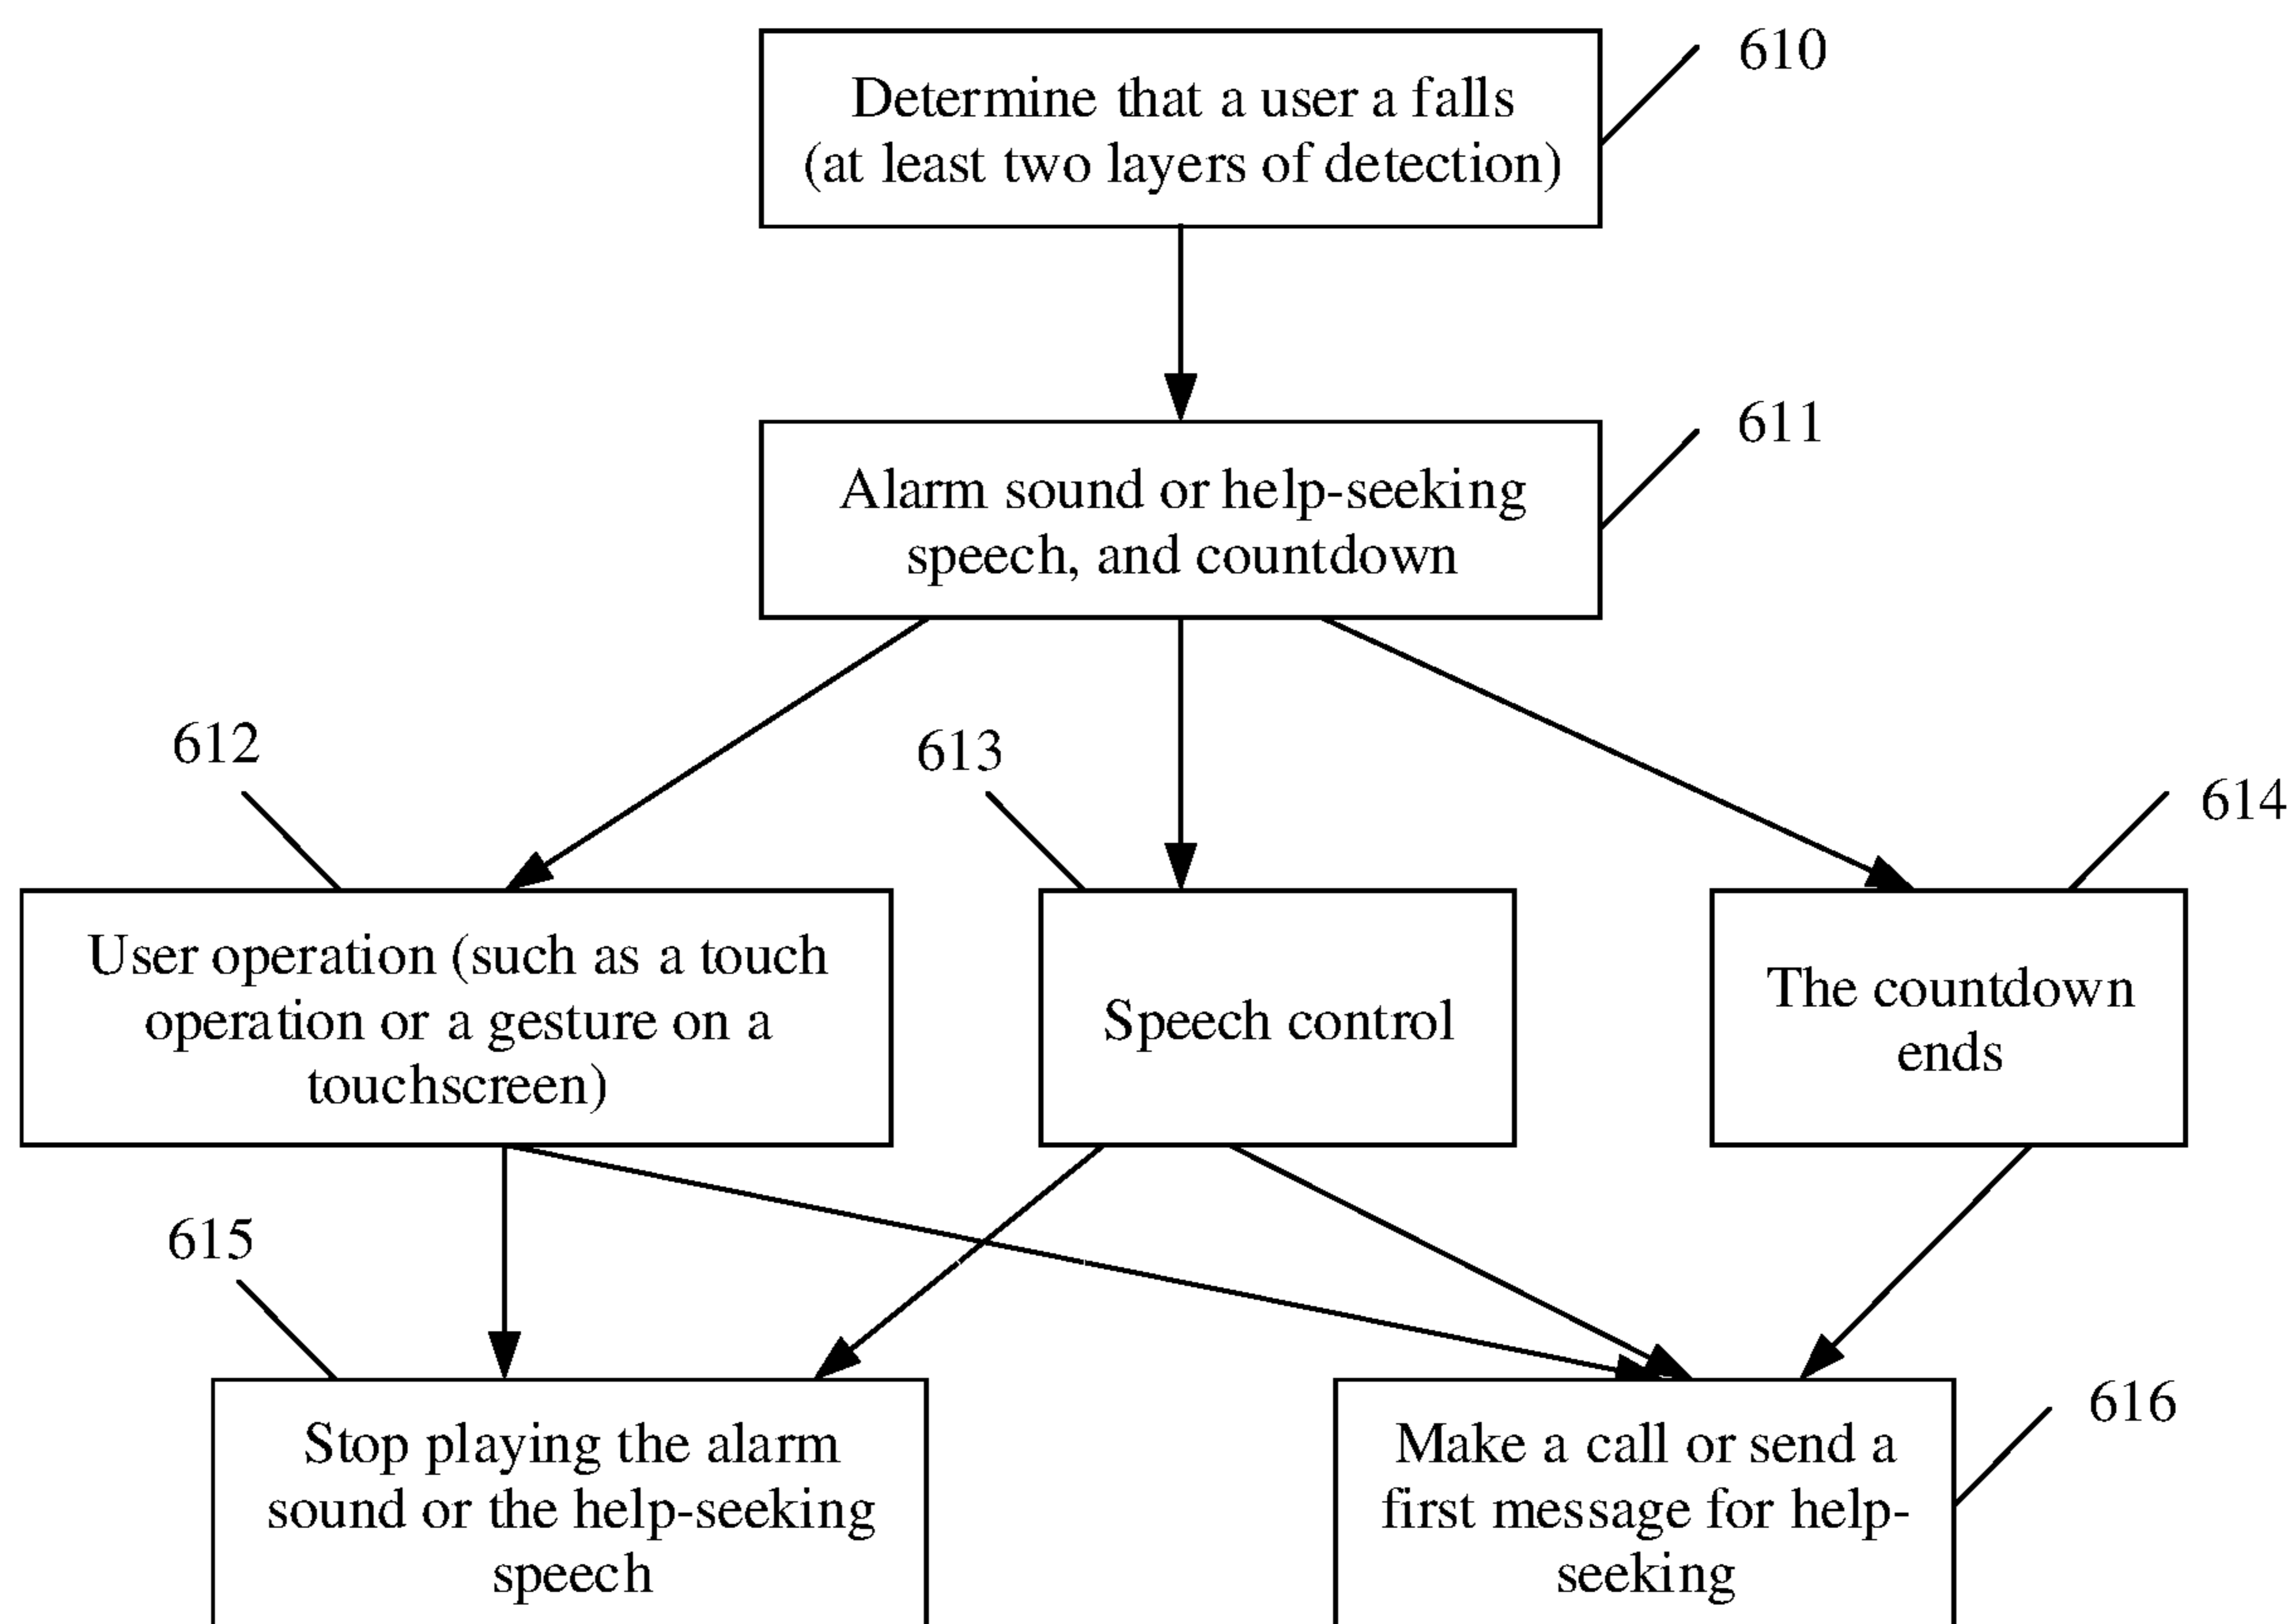 610
Determine that a user a falls
(at least two layers of detection)
611
Alarm sound or help-seeking
speech, and countdown
612
613
614
User operation (such as a touch
operation or a gesture on a
touchscreen)
Speech control
The countdown
ends
615
616
Stop playing the alarm
sound or the help-seeking
speech
Make a call or send a
first message for help-
seeking